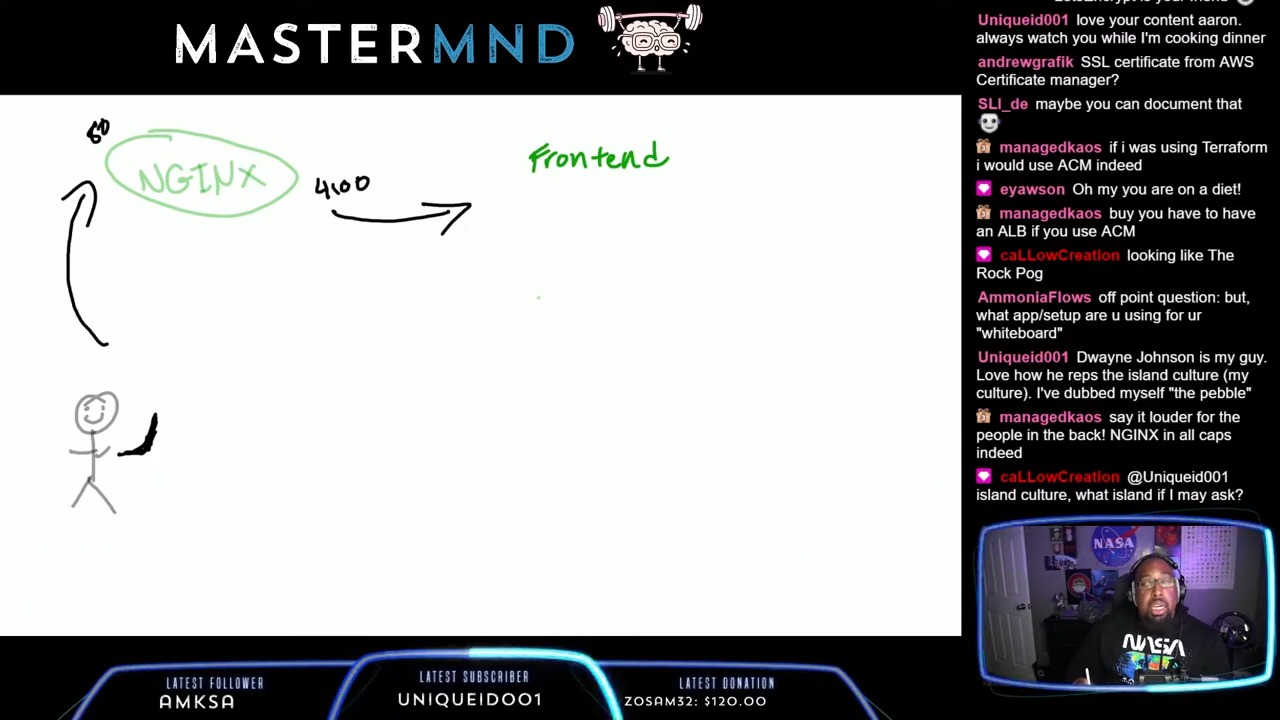 MASTERMND
80
NGINX
4100
Frontend
Uniqueid001 love your content aaron.
always watch you while I'm cooking dinner
andrewgrafik SSL certificate from AWS
Certificate manager?
SLI_de maybe you can document that
managedkaos if i was using Terraform
i would use ACM indeed
eyawson Oh my you are on a diet!
managedkaos buy you have to have
an ALB if you use ACM
caLLowCreation looking like The
Rock Pog
AmmoniaFlows off point question: but,
what app/setup are u using for ur
"whiteboard"
Uniqueid001 Dwayne Johnson is my guy.
Love how he reps the island culture (my
culture). I've dubbed myself "the pebble"
managedkaos say it louder for the
people in the back! NGINX in all caps
indeed
caLLowCreation @Uniqueid001
island culture, what island if I may ask?
NASA
NASA
LATEST FOLLOWER
AMKSA
LATEST SUBSCRIBER
UNIQUEID001
LATEST DONATION
ZOSAM32: $120.00